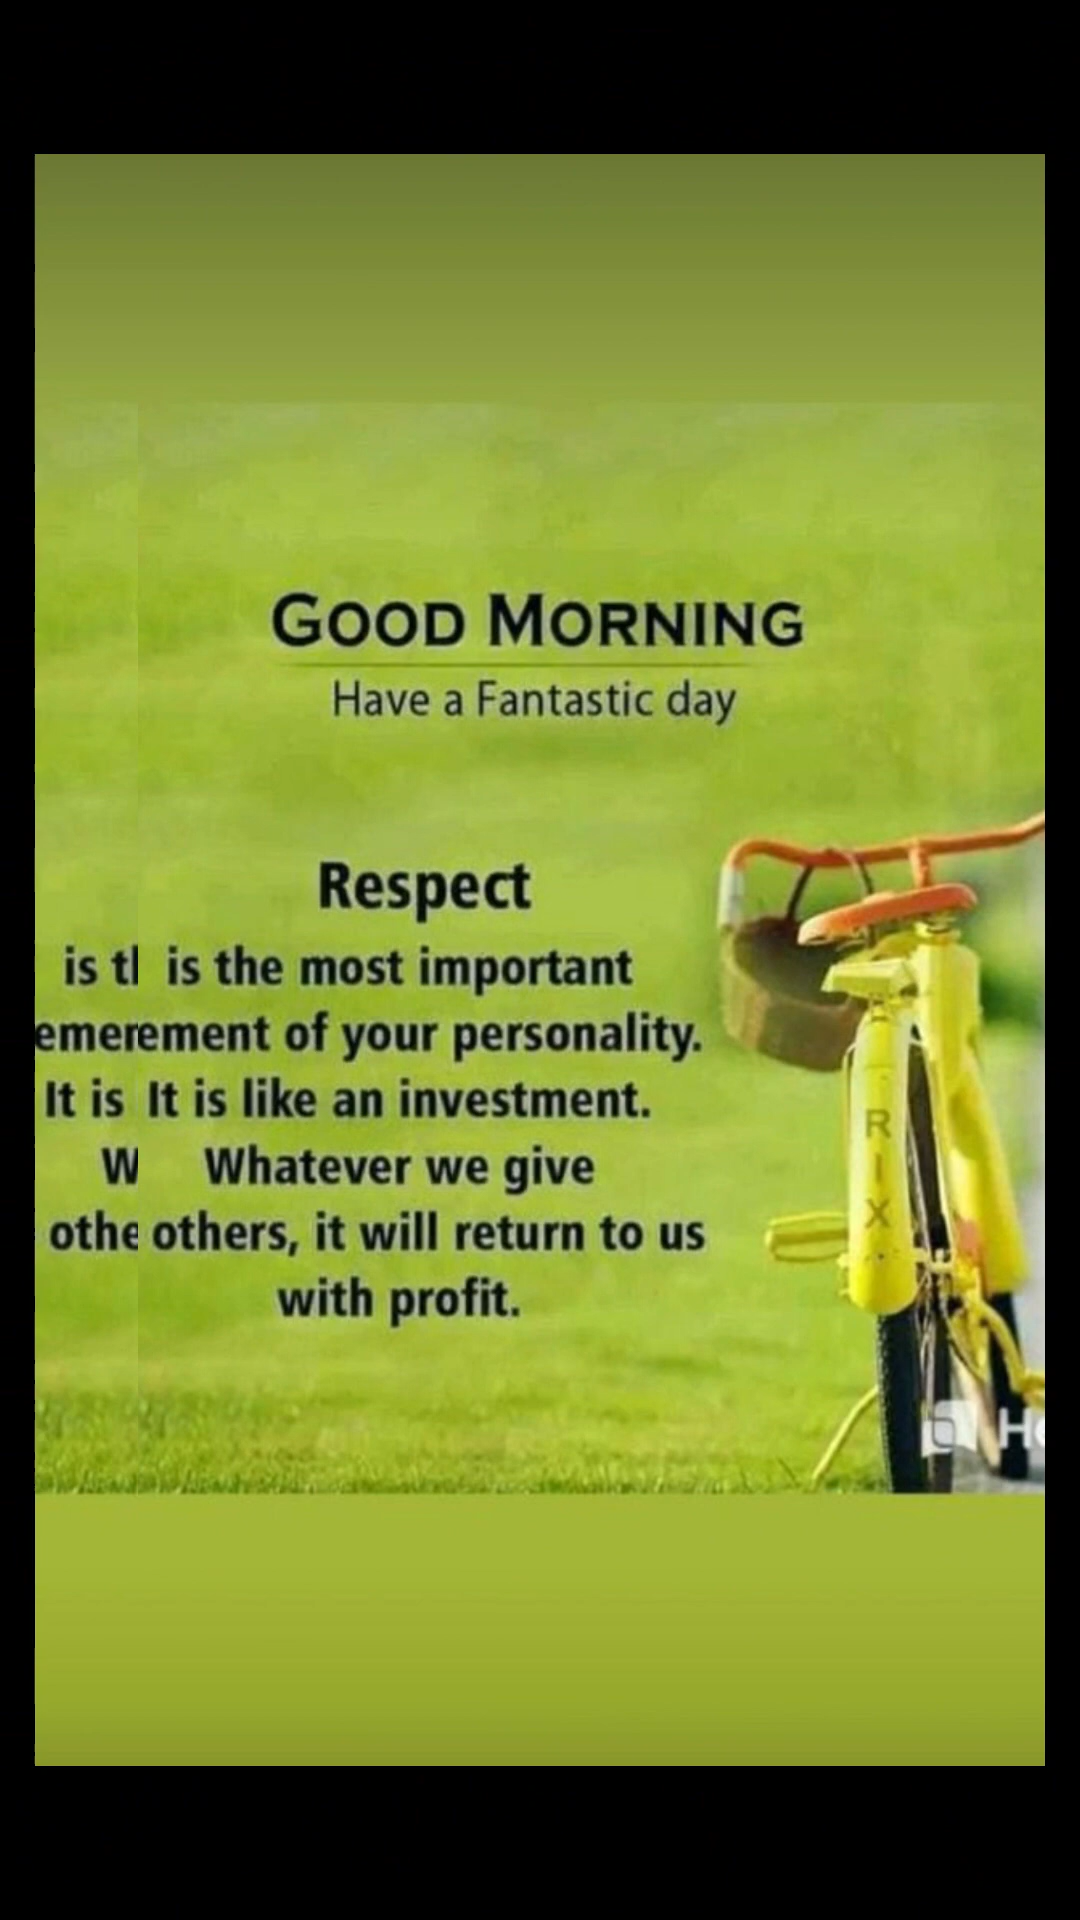 GOOD MORNING
Have a Fantastic day
Respect
is tl is the most important
emerement of your personality.
It is It is like an investment.
W Whatever we give
othe others, it will return to us
with profit.
RIX